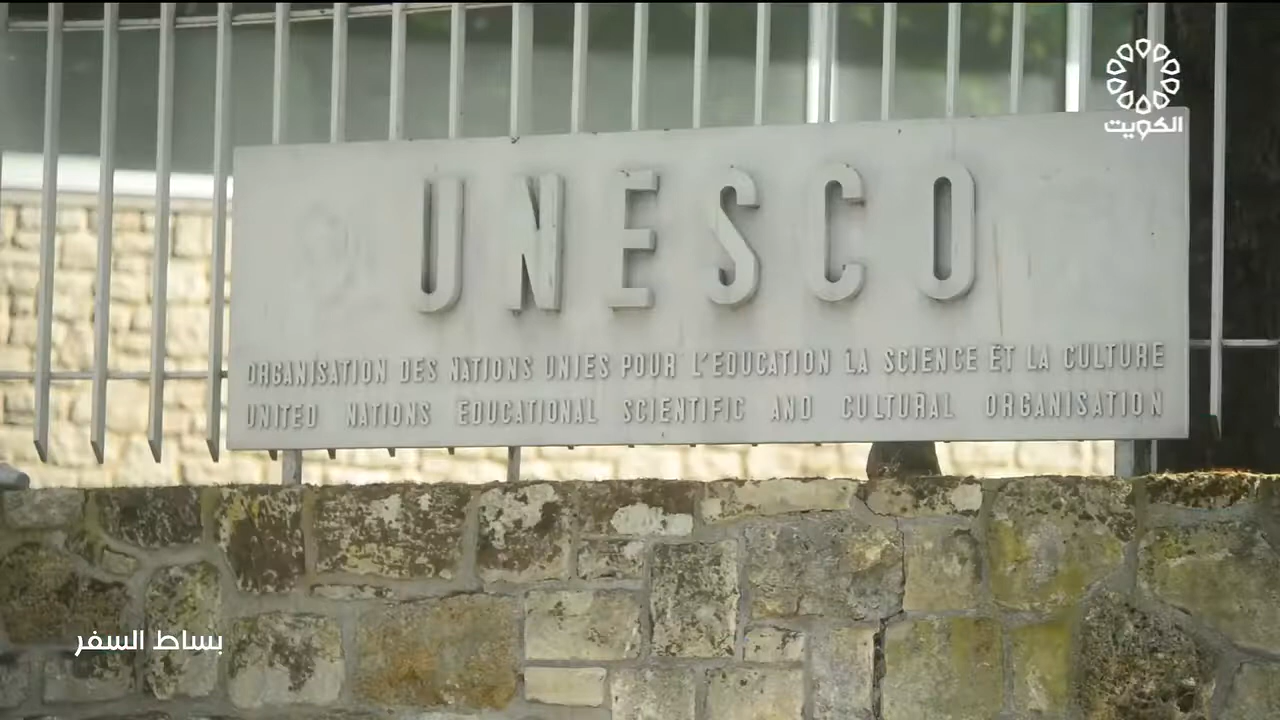 الكويت
UNESCO
ORGANISATION DES NATIONS UNIES POUR L'EDUCATION LA SCIENCE ET LA CULTURE
UNITED NATIONS EDUCATIONAL SCIENTIFIC AND CULTURAL ORGANISATION
بساط السفر